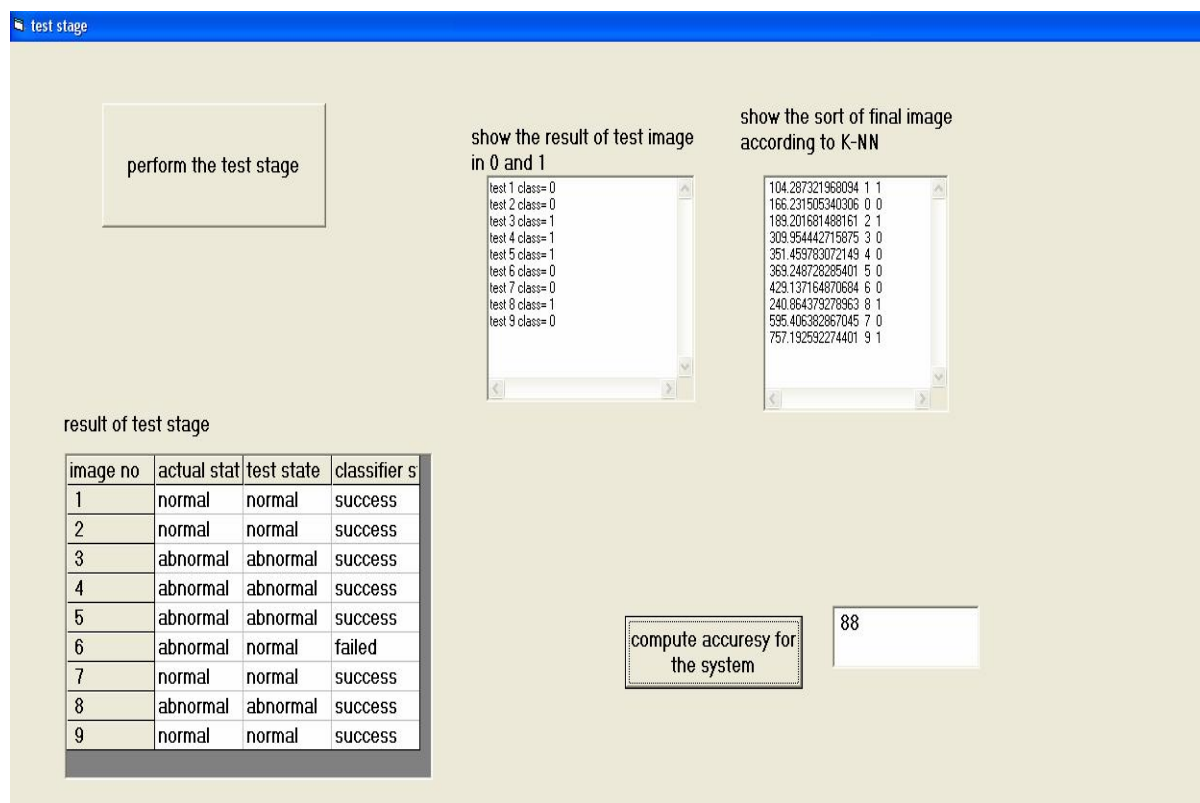 test stage
perform the test stage
show the result of test image
in 0 and 1
test 1 class= 0
test 2 class= 0
test 3 class= 1
test 4 class= 1
test 5 class= 1
test 6 class= 0
test 7 class= 0
test 8 class= 1
test 9 class= 0
show the sort of final image
according to K-NN
104.287321968094 1 1
166.231505340306 0 0
189.201681488161 2 1
309.954442715875 3 0
351.459783072149 4 0
369.248728285401 5 0
429.137164870684 6 0
240.864379278963 8 1
595.406382867045 7 0
757.192592274401 9 1
result of test stage
image no actual stat test state classifier s
1 normal normal success
2 normal normal success
3 abnormal abnormal success
4 abnormal abnormal success
5 abnormal abnormal success
6 abnormal normal failed
7 normal normal success
8 abnormal abnormal success
9 normal normal success
compute accuresy for
the system
88